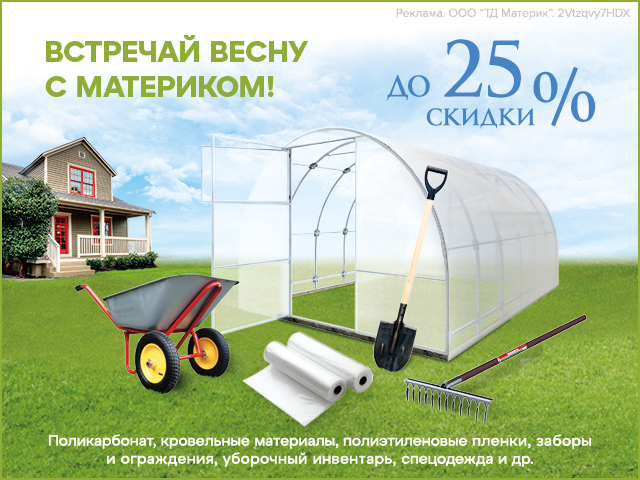 Реклама. ООО "ТД Материк". 2Vtzqvy7HDX
ВСТРЕЧАЙ ВЕСНУ
С МАТЕРИКОМ!
ДО 25%
СКИДКИ
Поликарбонат, кровельные материалы, полиэтиленовые пленки, заборы
и ограждения, уборочный инвентарь, спецодежда и др.